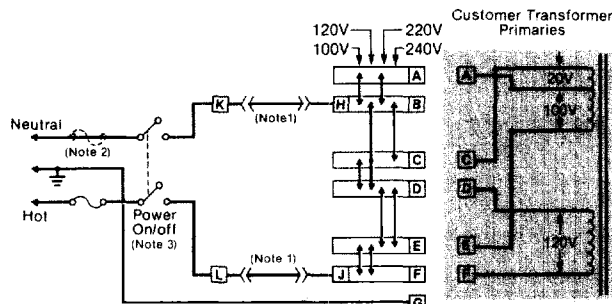 Customer Transformer
Primaries
120V 220V
100V 240V
A
A
20V
K
(Note1)
H
B
100V
Neutral
(Note 2)
C
C
D
D
Hot
Power
On/off
(Note 3)
(Note 1)
E
E
120V
L
J
F
F
G